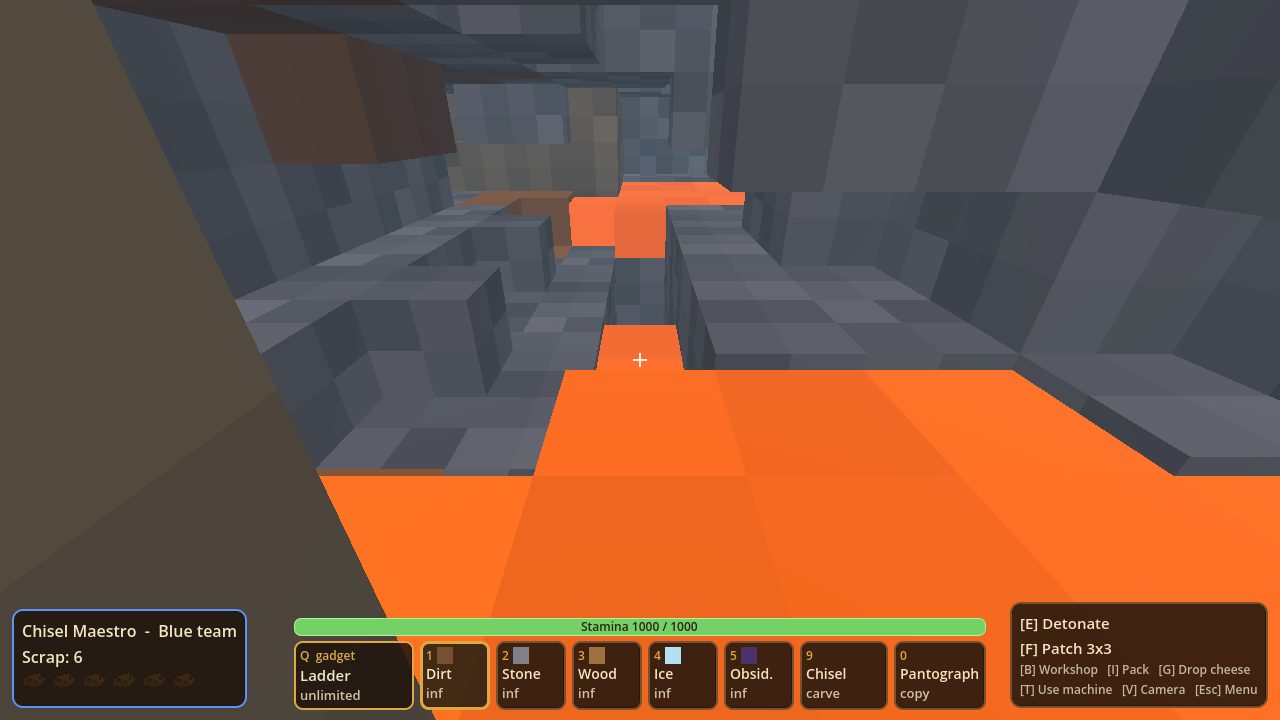 Chisel Maestro - Blue team
Scrap: 6
Stamina 1000 / 1000
Q gadget
Ladder
unlimited
1
Dirt
inf
2
Stone
inf
3
Wood
inf
4
Ice
inf
5
Obsid.
inf
9
Chisel
carve
0
Pantograph
copy
[E] Detonate
[F] Patch 3x3
[B] Workshop [I] Pack [G] Drop cheese
[T] Use machine [V] Camera [Esc] Menu